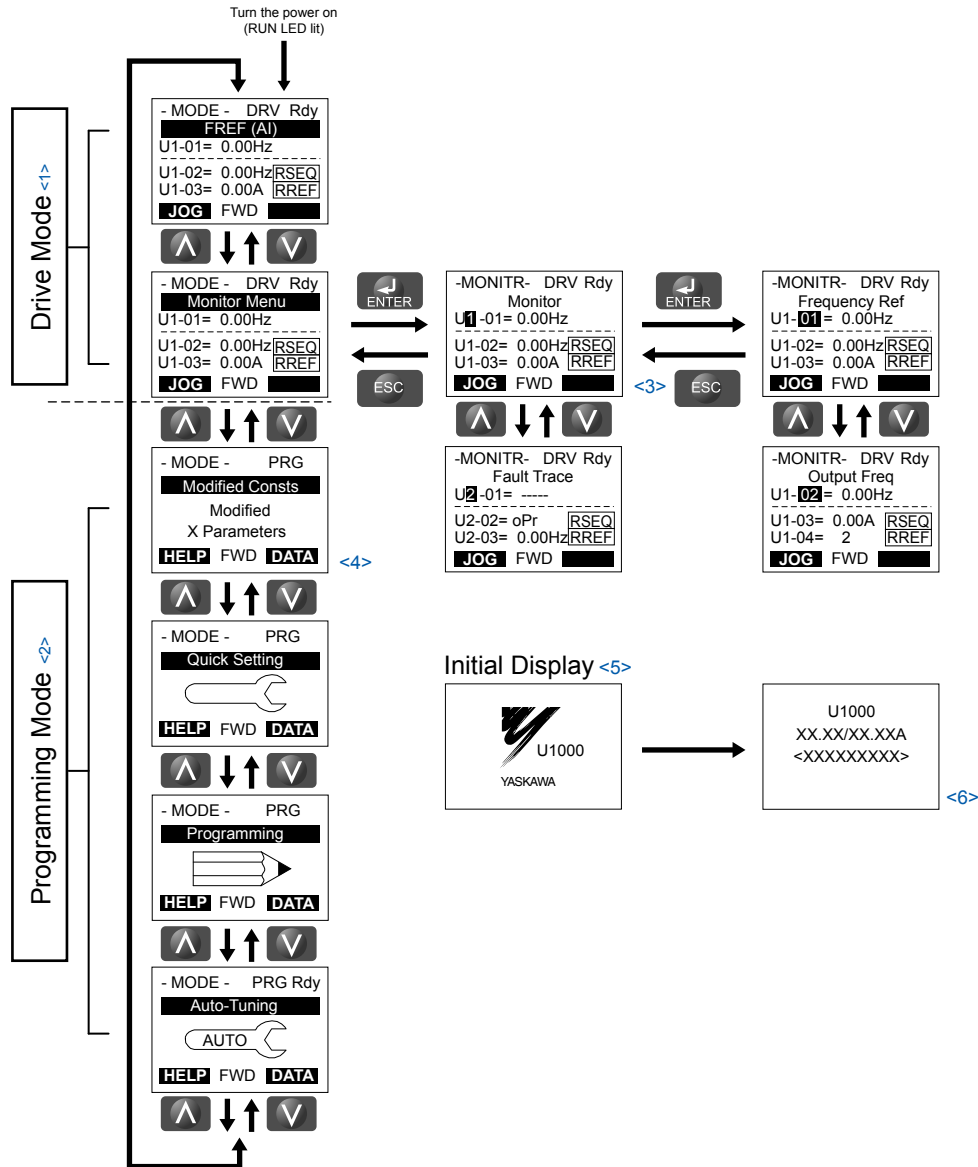 Turn the power on
(RUN LED lit)
Drive Mode <1>
- MODE - DRV Rdy
FREF (AI)
U1-01= 0.00Hz
U1-02= 0.00Hz RSEQ
U1-03= 0.00A RREF
JOG FWD
- MODE - DRV Rdy
Monitor Menu
U1-01= 0.00Hz
U1-02= 0.00Hz RSEQ
U1-03= 0.00A RREF
JOG FWD
ENTER
ESC
-MONITR- DRV Rdy
Monitor
U1 -01= 0.00Hz
U1-02= 0.00Hz RSEQ
U1-03= 0.00A RREF
JOG FWD
<3>
ENTER
ESC
-MONITR- DRV Rdy
Frequency Ref
U1- 01 = 0.00Hz
U1-02= 0.00Hz RSEQ
U1-03= 0.00A RREF
JOG FWD
-MONITR- DRV Rdy
Fault Trace
U2 -01= -----
U2-02= oPr RSEQ
U2-03= 0.00Hz RREF
JOG FWD
-MONITR- DRV Rdy
Output Freq
U1- 02 = 0.00Hz
U1-03= 0.00A RSEQ
U1-04= 2 RREF
JOG FWD
Programming Mode <2>
- MODE - PRG
Modified Consts
Modified
X Parameters
HELP FWD DATA
<4>
- MODE - PRG
Quick Setting
HELP FWD DATA
- MODE - PRG
Programming
HELP FWD DATA
- MODE - PRG Rdy
Auto-Tuning
AUTO
HELP FWD DATA
Initial Display <5>
U1000
YASKAWA
U1000
XX.XX/XX.XXA
<XXXXXXXXX>
<6>